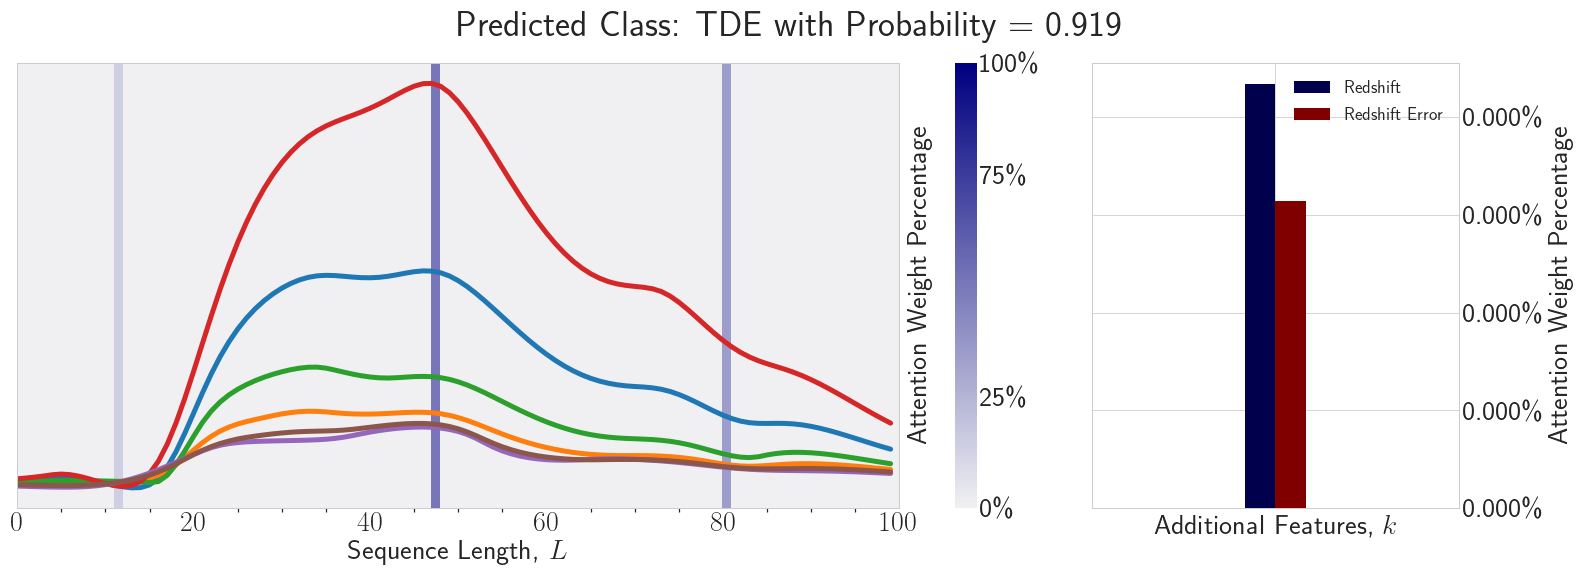 Predicted Class: TDE with Probability = 0.919
0 20 40 60 80 100
Sequence Length, L
100%
75%
25%
0%
Attention Weight Percentage
Redshift
Redshift Error
0.000%
0.000%
0.000%
0.000%
0.000%
Additional Features, k
Attention Weight Percentage